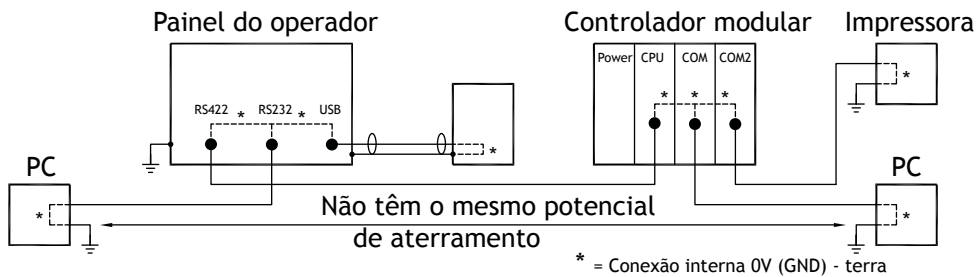 Painel do operador
Controlador modular
Impressora
Power CPU COM COM2
* * *
RS422 * RS232 * USB
*
*
PC
PC
*
*
Não têm o mesmo potencial
de aterramento
* = Conexão interna 0V (GND) - terra